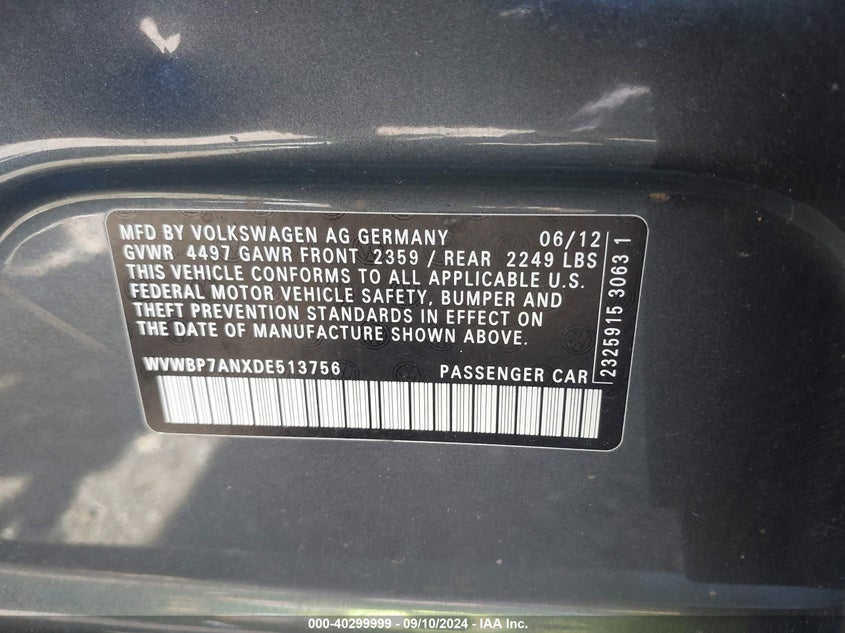 MFD BY VOLKSWAGEN AG GERMANY 06/12
GVWR 4497 GAWR FRONT 2359 / REAR 2249 LBS
THIS VEHICLE CONFORMS TO ALL APPLICABLE U.S.
FEDERAL MOTOR VEHICLE SAFETY, BUMPER AND
THEFT PREVENTION STANDARDS IN EFFECT ON
THE DATE OF MANUFACTURE SHOWN ABOVE.
WVWBP7ANXDE513756 PASSENGER CAR
2325915 3063 1
000-40299999 - 09/10/2024 - IAA Inc.